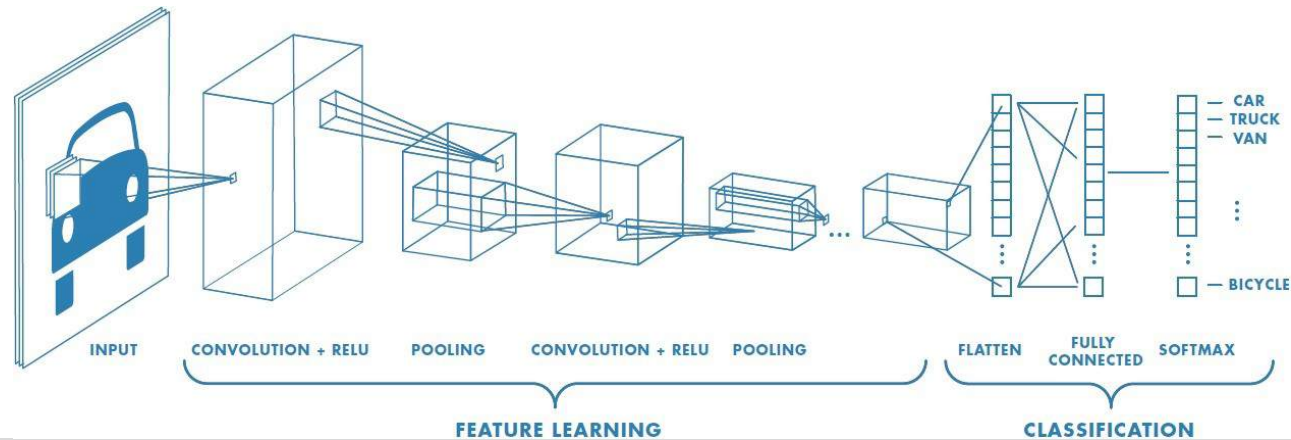 CAR
TRUCK
VAN
BICYCLE
INPUT
CONVOLUTION + RELU
POOLING
CONVOLUTION + RELU
POOLING
FLATTEN
FULLY
CONNECTED
SOFTMAX
FEATURE LEARNING
CLASSIFICATION